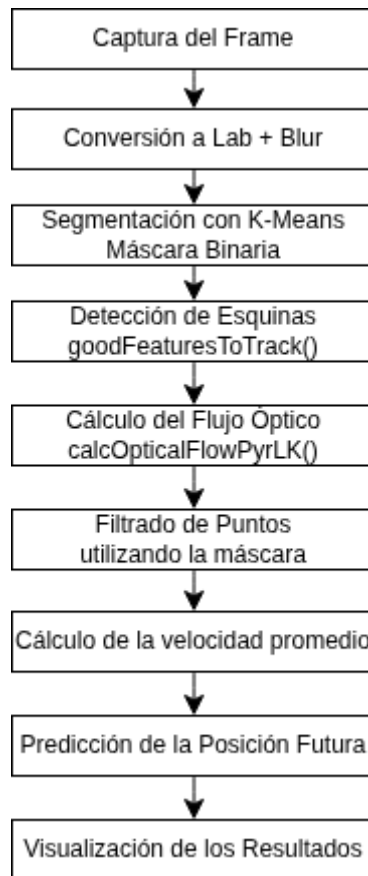 Captura del Frame
Conversión a Lab + Blur
Segmentación con K-Means
Máscara Binaria
Detección de Esquinas
goodFeaturesToTrack()
Cálculo del Flujo Óptico
calcOpticalFlowPyrLK()
Filtrado de Puntos
utilizando la máscara
Cálculo de la velocidad promedio
Predicción de la Posición Futura
Visualización de los Resultados